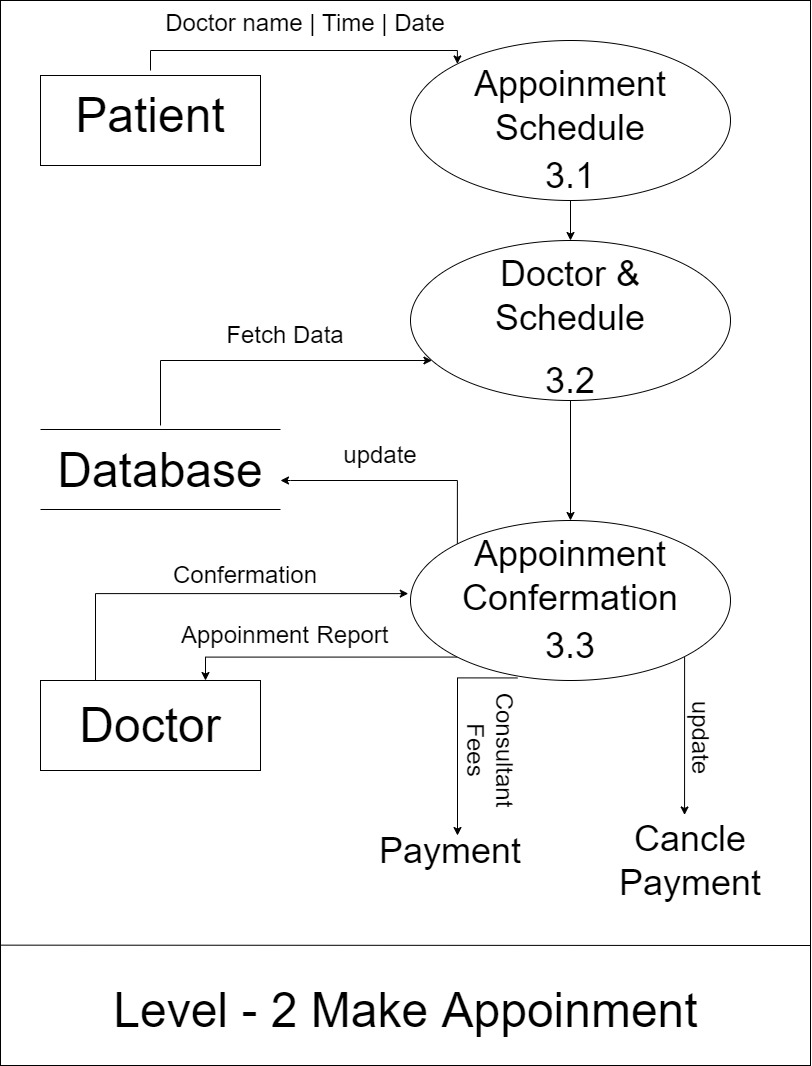 Doctor name | Time | Date
Patient
Appoinment
Schedule
3.1
Doctor &
Schedule
3.2
Fetch Data
Database
update
Appoinment
Confermation
3.3
Confermation
Appoinment Report
Doctor
Consultant
Fees
update
Payment
Cancle
Payment
Level - 2 Make Appoinment